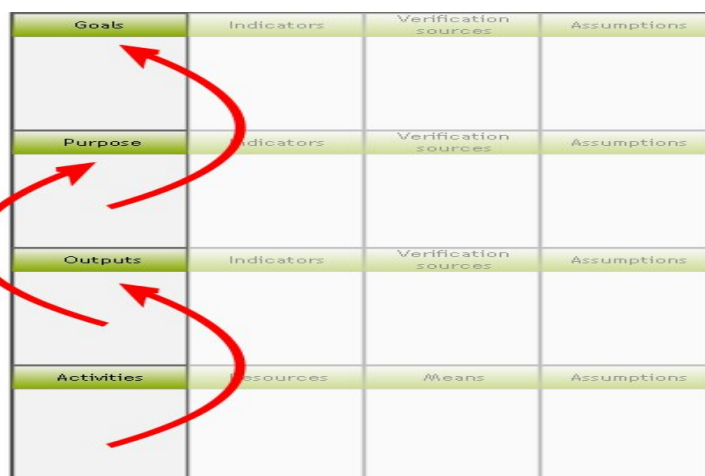 Goals Indicators Verification sources Assumptions
Purpose Indicators Verification sources Assumptions
Outputs Indicators Verification sources Assumptions
Activities Resources Means Assumptions